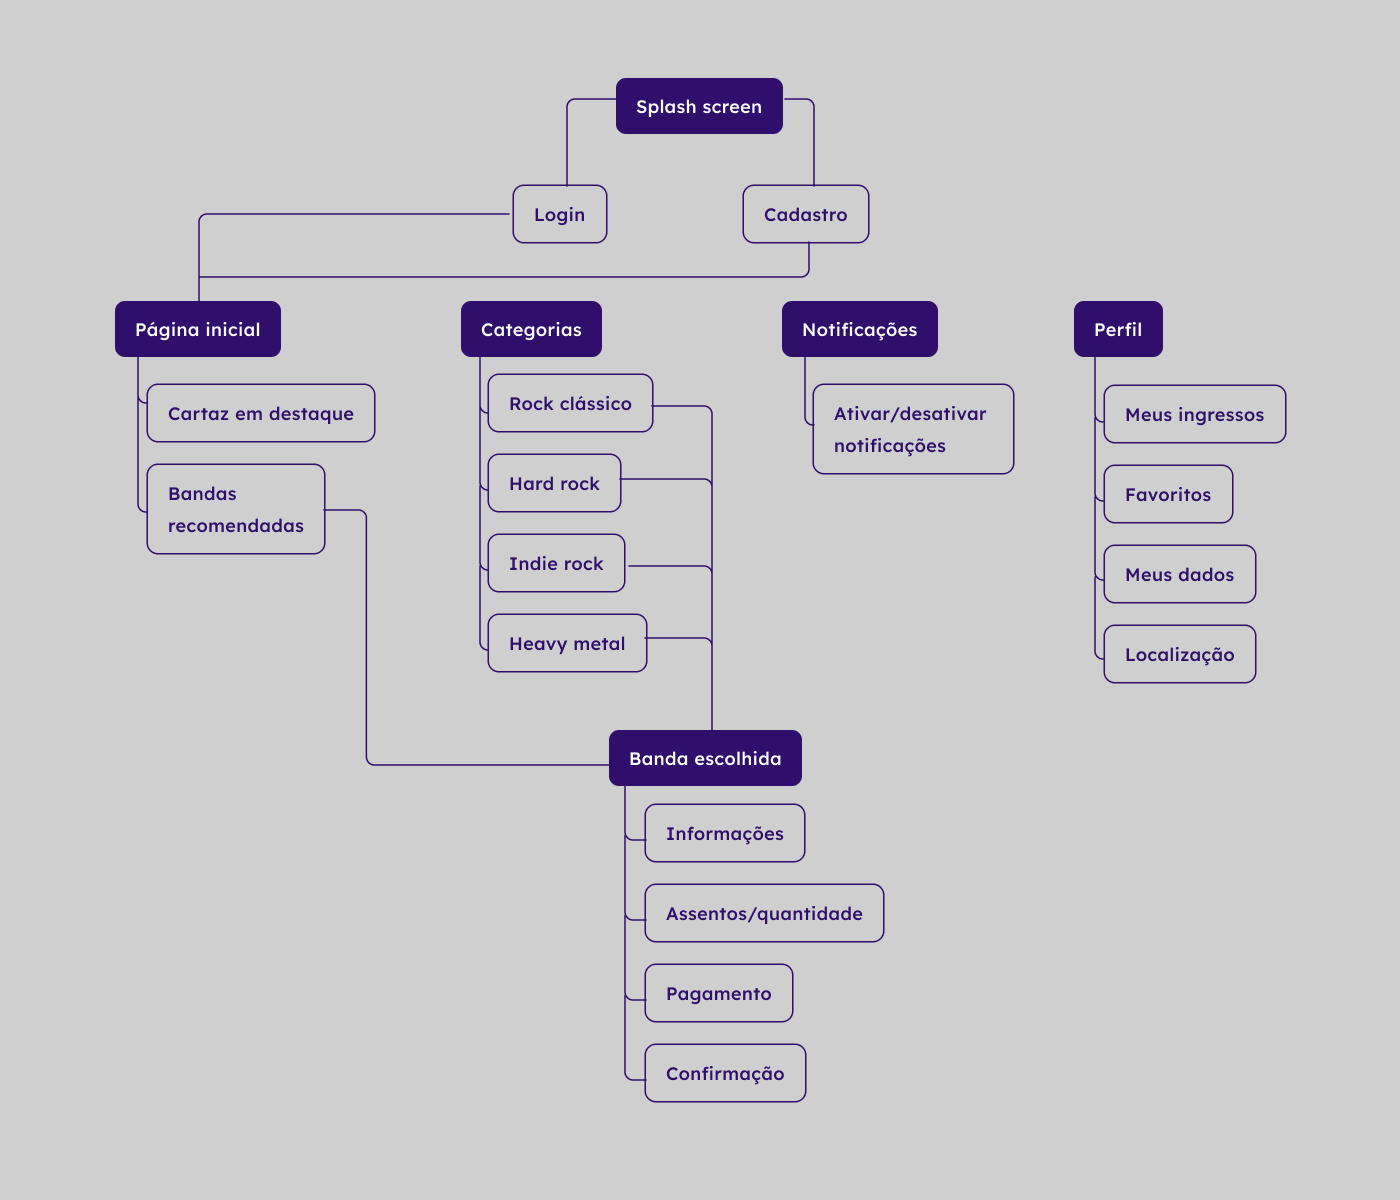 Splash screen
Login
Cadastro
Página inicial
Categorias
Notificações
Perfil
Cartaz em destaque
Bandas
recomendadas
Rock clássico
Hard rock
Indie rock
Heavy metal
Ativar/desativar
notificações
Meus ingressos
Favoritos
Meus dados
Localização
Banda escolhida
Informações
Assentos/quantidade
Pagamento
Confirmação